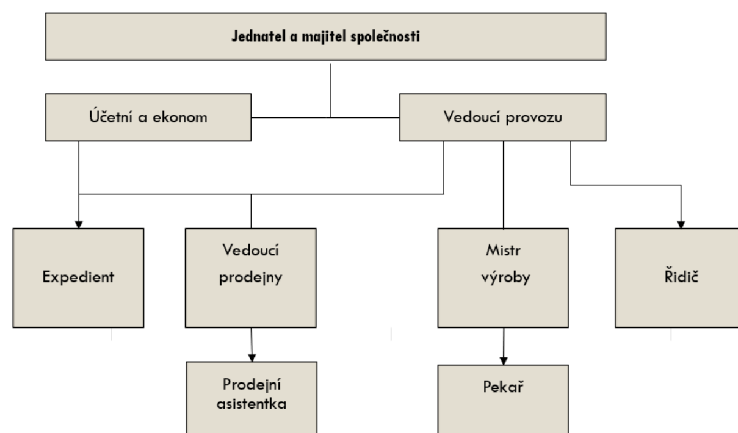 Jednatel a majitel společnosti
Účetní a ekonom
Vedoucí provozu
Expedient
Vedoucí
prodejny
Mistr
výroby
Řidič
Prodejní
asistentka
Pekař